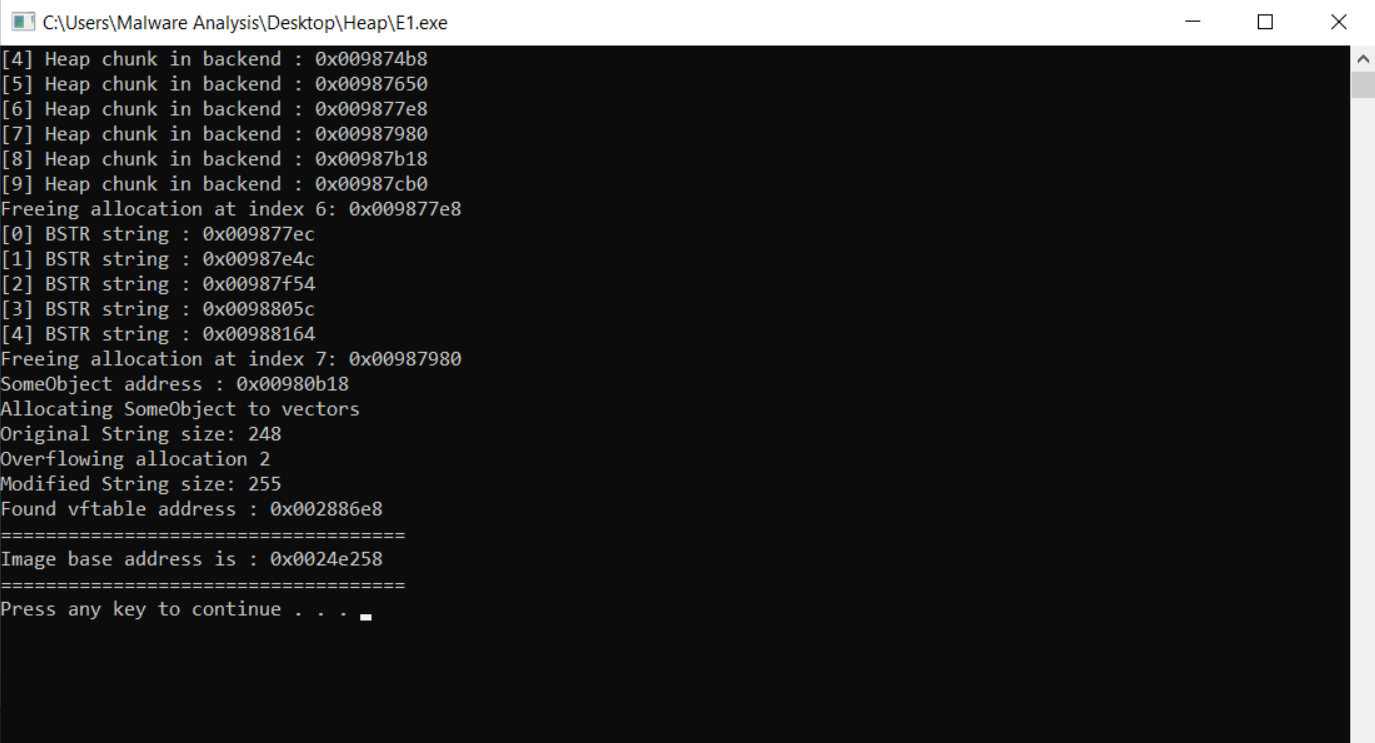 C:\Users\Malware Analysis\Desktop\Heap\E1.exe
[4] Heap chunk in backend : 0x009874b8
[5] Heap chunk in backend : 0x00987650
[6] Heap chunk in backend : 0x009877e8
[7] Heap chunk in backend : 0x00987980
[8] Heap chunk in backend : 0x00987b18
[9] Heap chunk in backend : 0x00987cb0
Freeing allocation at index 6: 0x009877e8
[0] BSTR string : 0x009877ec
[1] BSTR string : 0x00987e4c
[2] BSTR string : 0x00987f54
[3] BSTR string : 0x0098805c
[4] BSTR string : 0x00988164
Freeing allocation at index 7: 0x00987980
SomeObject address : 0x00980b18
Allocating SomeObject to vectors
Original String size: 248
Overflowing allocation 2
Modified String size: 255
Found vftable address : 0x002886e8
====================================
Image base address is : 0x0024e258
====================================
Press any key to continue . . .